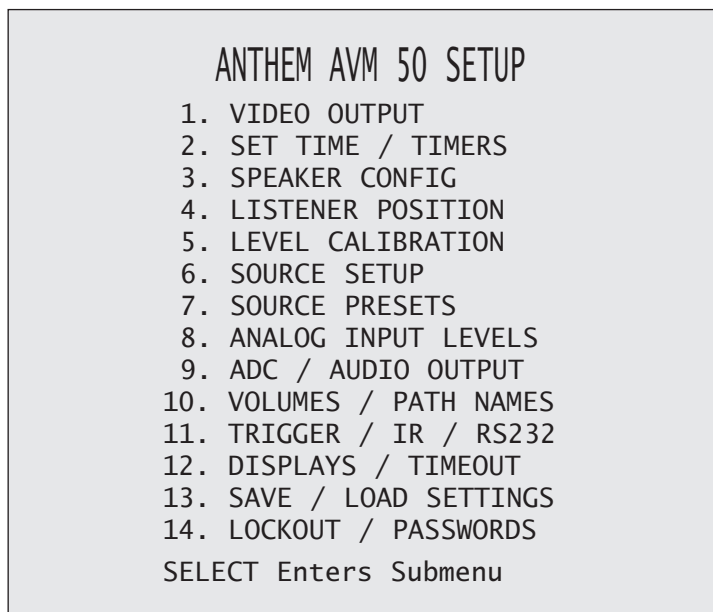 ANTHEM AVM 50 SETUP
1. VIDEO OUTPUT
2. SET TIME / TIMERS
3. SPEAKER CONFIG
4. LISTENER POSITION
5. LEVEL CALIBRATION
6. SOURCE SETUP
7. SOURCE PRESETS
8. ANALOG INPUT LEVELS
9. ADC / AUDIO OUTPUT
10. VOLUMES / PATH NAMES
11. TRIGGER / IR / RS232
12. DISPLAYS / TIMEOUT
13. SAVE / LOAD SETTINGS
14. LOCKOUT / PASSWORDS
SELECT Enters Submenu